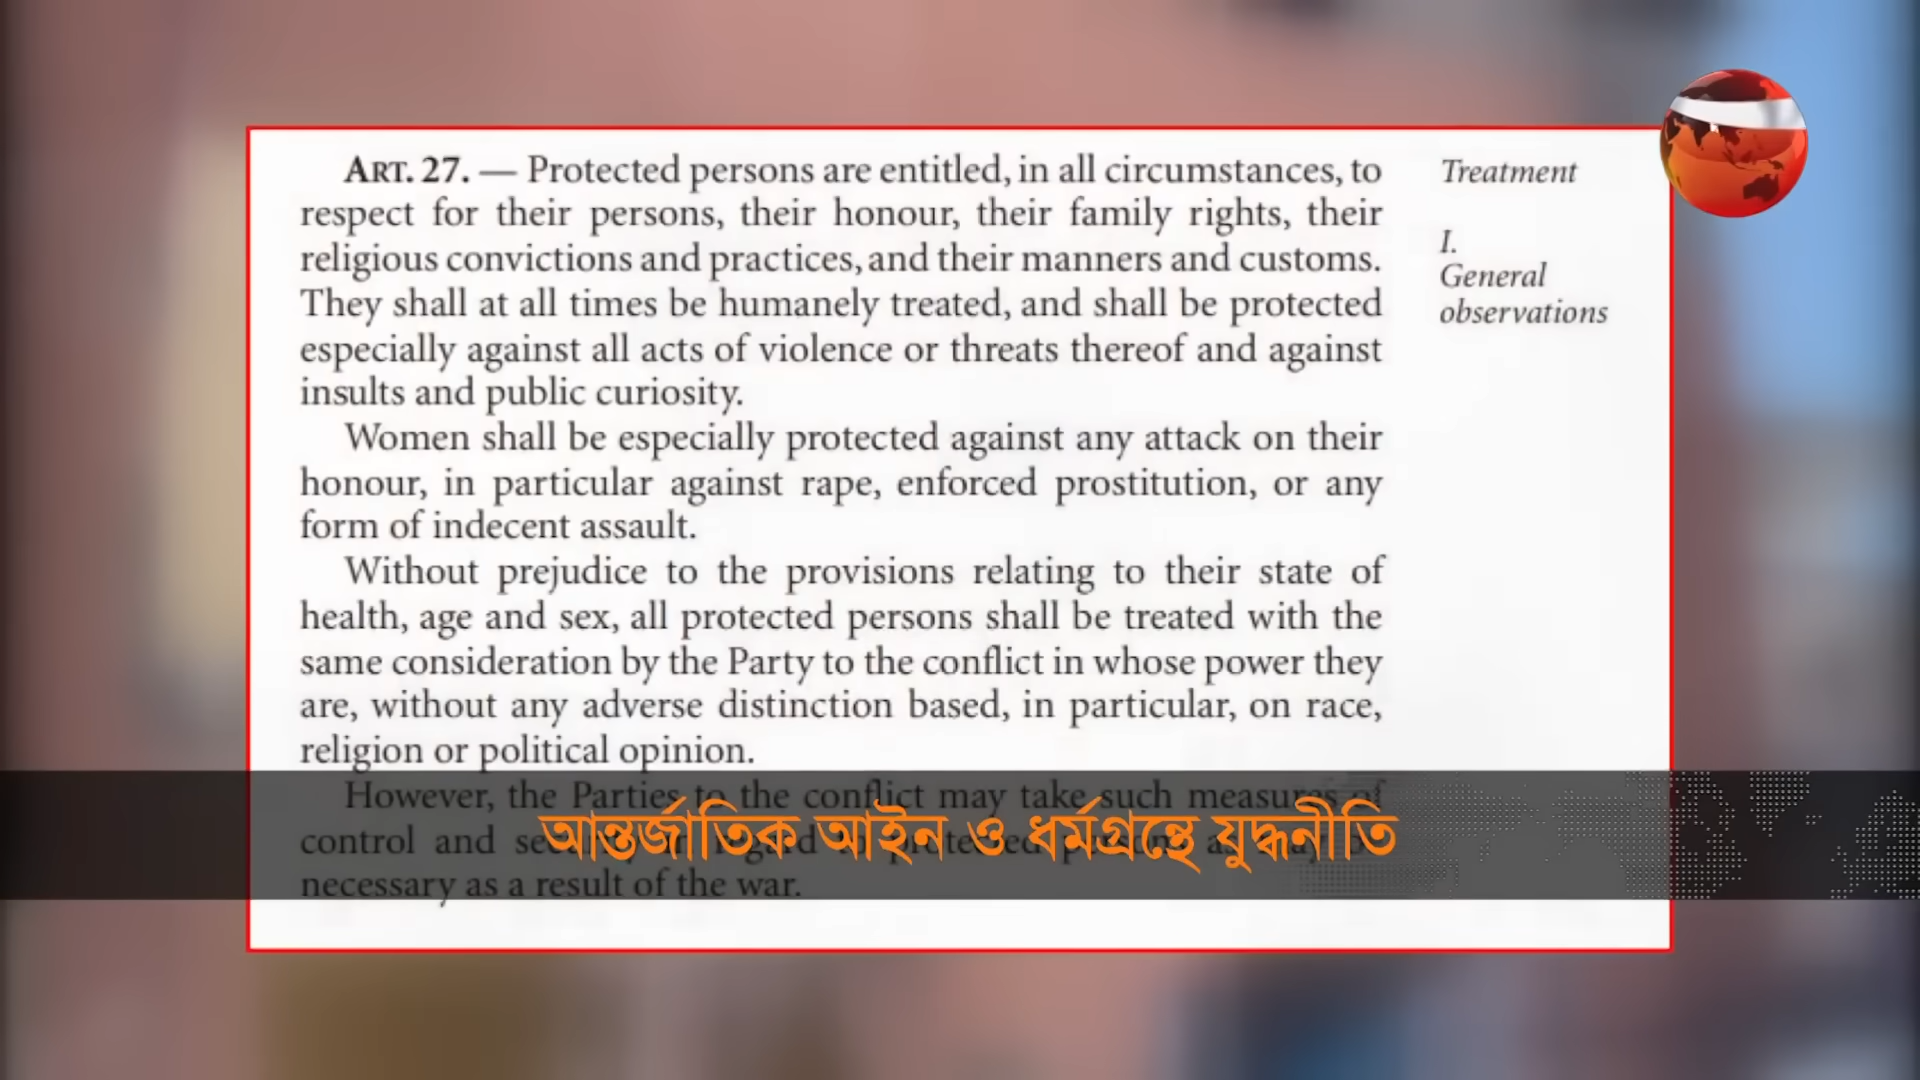 ART. 27. — Protected persons are entitled, in all circumstances, to
respect for their persons, their honour, their family rights, their
religious convictions and practices, and their manners and customs.
They shall at all times be humanely treated, and shall be protected
especially against all acts of violence or threats thereof and against
insults and public curiosity.
Women shall be especially protected against any attack on their
honour, in particular against rape, enforced prostitution, or any
form of indecent assault.
Without prejudice to the provisions relating to their state of
health, age and sex, all protected persons shall be treated with the
same consideration by the Party to the conflict in whose power they
are, without any adverse distinction based, in particular, on race,
religion or political opinion.
However, the Parties to the conflict may take such measures of
control and
necessary as a result of the war.
Treatment
I.
General
observations
আন্তর্জাতিক আইন ও ধর্মগ্রন্থে যুদ্ধনীতি